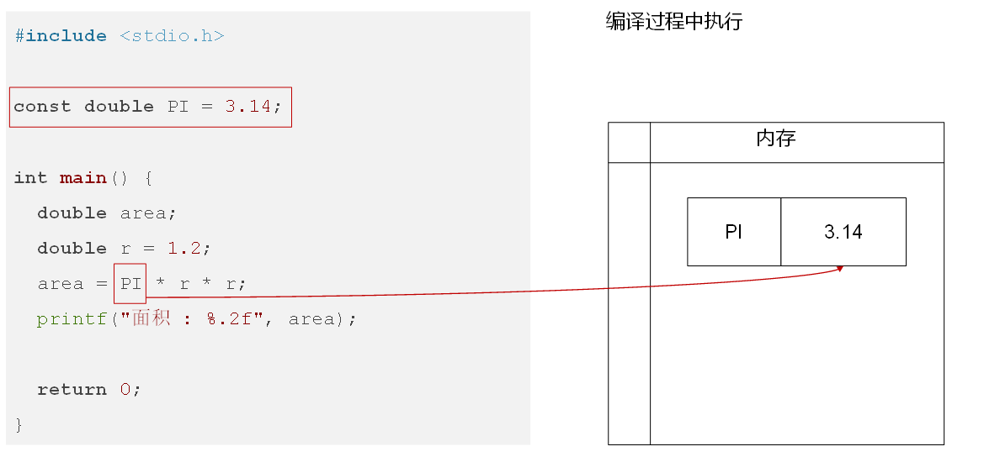 #include <stdio.h>
const double PI = 3.14;
int main() {
double area;
double r = 1.2;
area = PI * r * r;
printf("面积 : %.2f", area);
return 0;
}
编译过程中执行
内存
PI 3.14